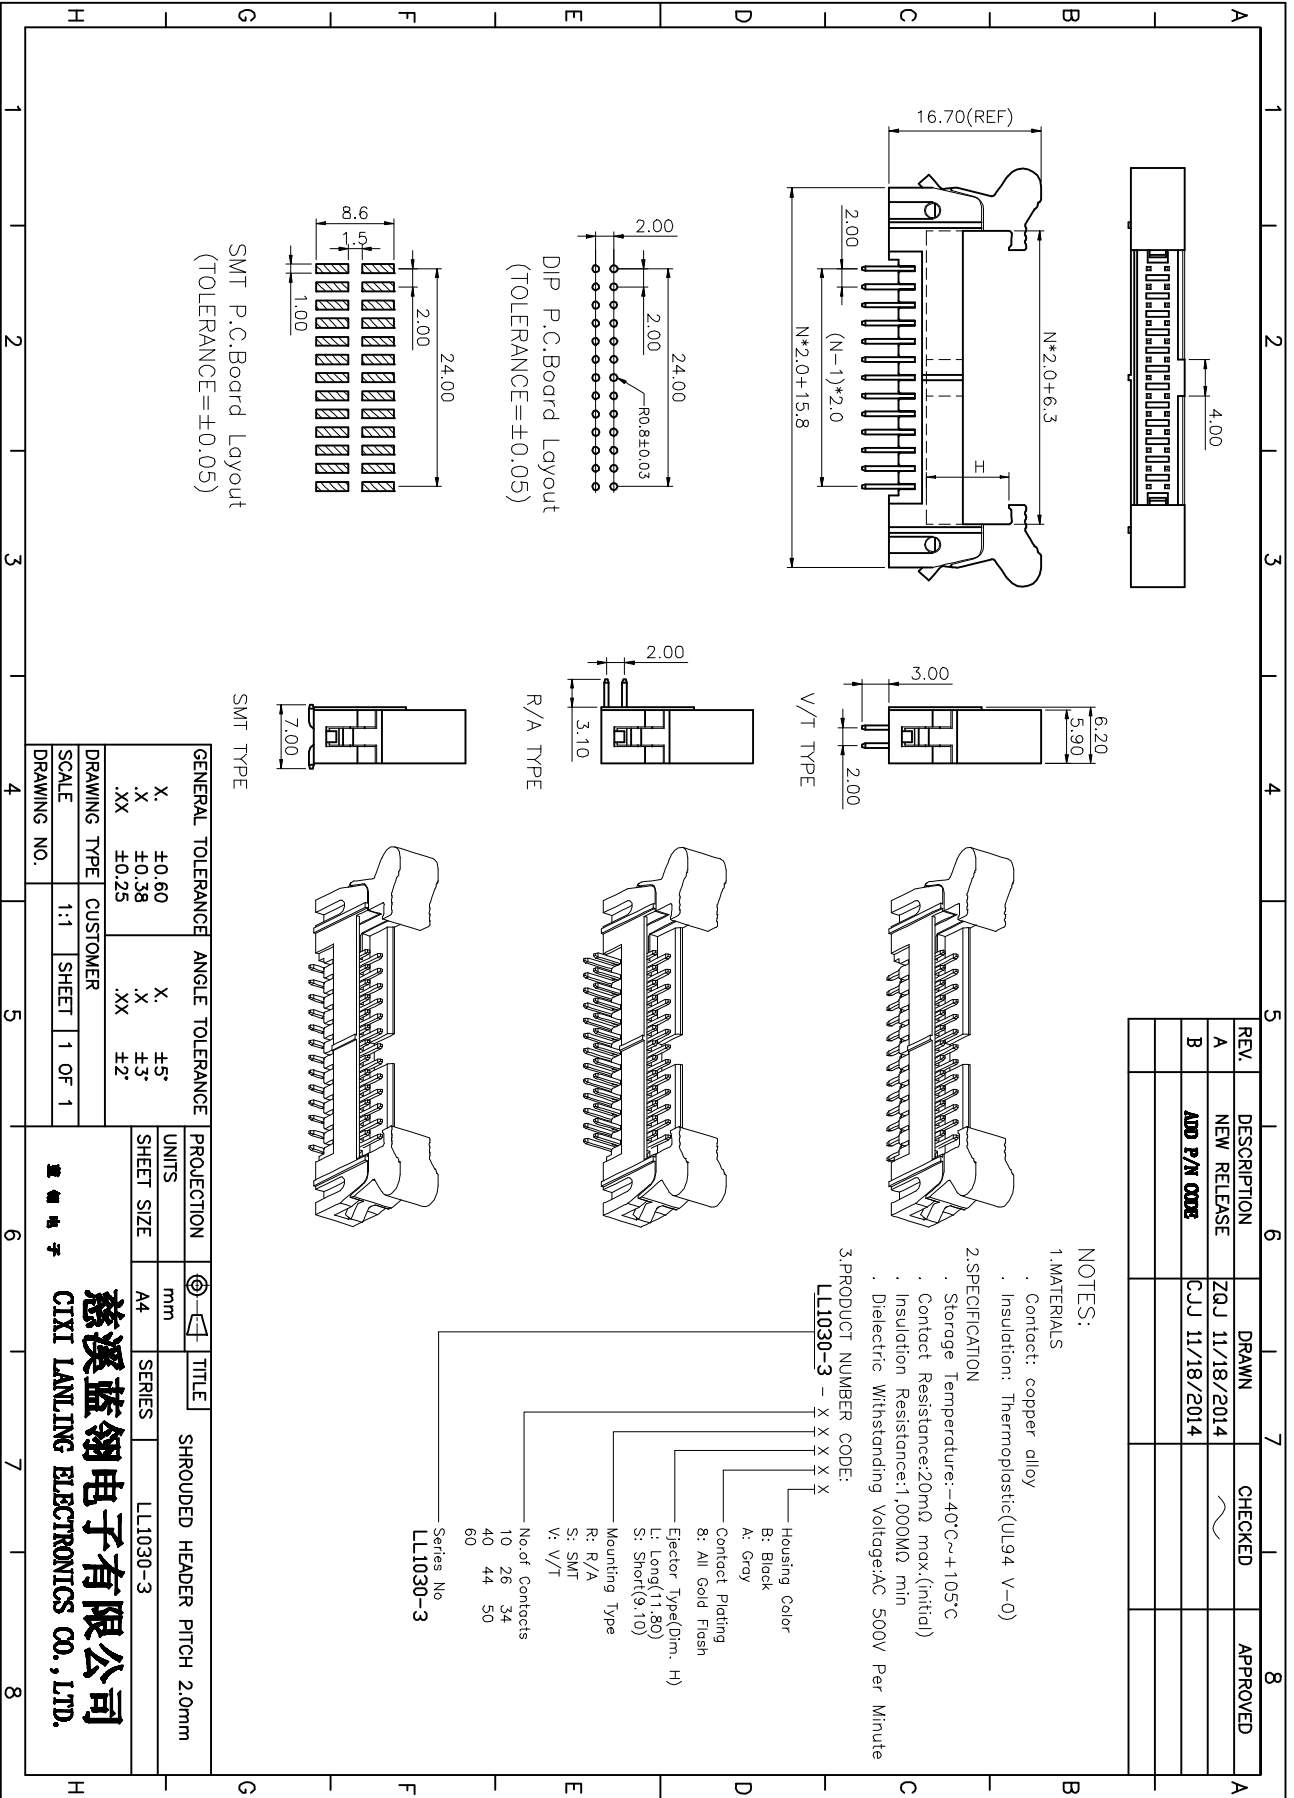 A
B
C
D
E
F
G
H
1
2
3
4
5
6
7
8
REV.
DESCRIPTION
DRAWN
CHECKED
APPROVED
A
NEW RELEASE
ZQJ 11/18/2014
B
ADD P/N CODE
CJJ 11/18/2014
4.00
N*2.0+6.3
16.70(REF)
H
2.00
(N-1)*2.0
N*2.0+15.8
6.20
5.90
3.00
2.00
V/T TYPE
24.00
2.00
2.00
R0.8±0.03
DIP P.C.Board Layout
(TOLERANCE=±0.05)
2.00
3.10
R/A TYPE
24.00
2.00
8.6
1.5
1.00
SMT P.C.Board Layout
(TOLERANCE=±0.05)
7.00
SMT TYPE
NOTES:
1.MATERIALS
. Contact: copper alloy
. Insulation: Thermoplastic(UL94 V-0)
2.SPECIFICATION
. Storage Temperature:-40°C~+105°C
. Contact Resistance:20mΩ max.(initial)
. Insulation Resistance:1,000MΩ min
. Dielectric Withstanding Voltage:AC 500V Per Minute
3.PRODUCT NUMBER CODE:
LL1030-3 - X X X X X
Housing Color
B: Black
A: Gray
Contact Plating
8: All Gold Flash
Ejector Type(Dim. H)
L: Long(11.80)
S: Short(9.10)
Mounting Type
R: R/A
S: SMT
V: V/T
No.of Contacts
10 26 34
40 44 50
60
Series No
LL1030-3
GENERAL TOLERANCE
X. ±0.60
.X ±0.38
.XX ±0.25
ANGLE TOLERANCE
X. ±5°
.X ±3°
.XX ±2°
DRAWING TYPE
CUSTOMER
SCALE
1:1
SHEET
1 OF 1
DRAWING NO.
PROJECTION
UNITS
mm
SHEET SIZE
A4
TITLE
SHROUDED HEADER PITCH 2.0mm
SERIES
LL1030-3
慈溪蓝翎电子有限公司
CIXI LANLING ELECTRONICS CO.,LTD.
A
B
C
D
E
F
G
H
1
2
3
4
5
6
7
8